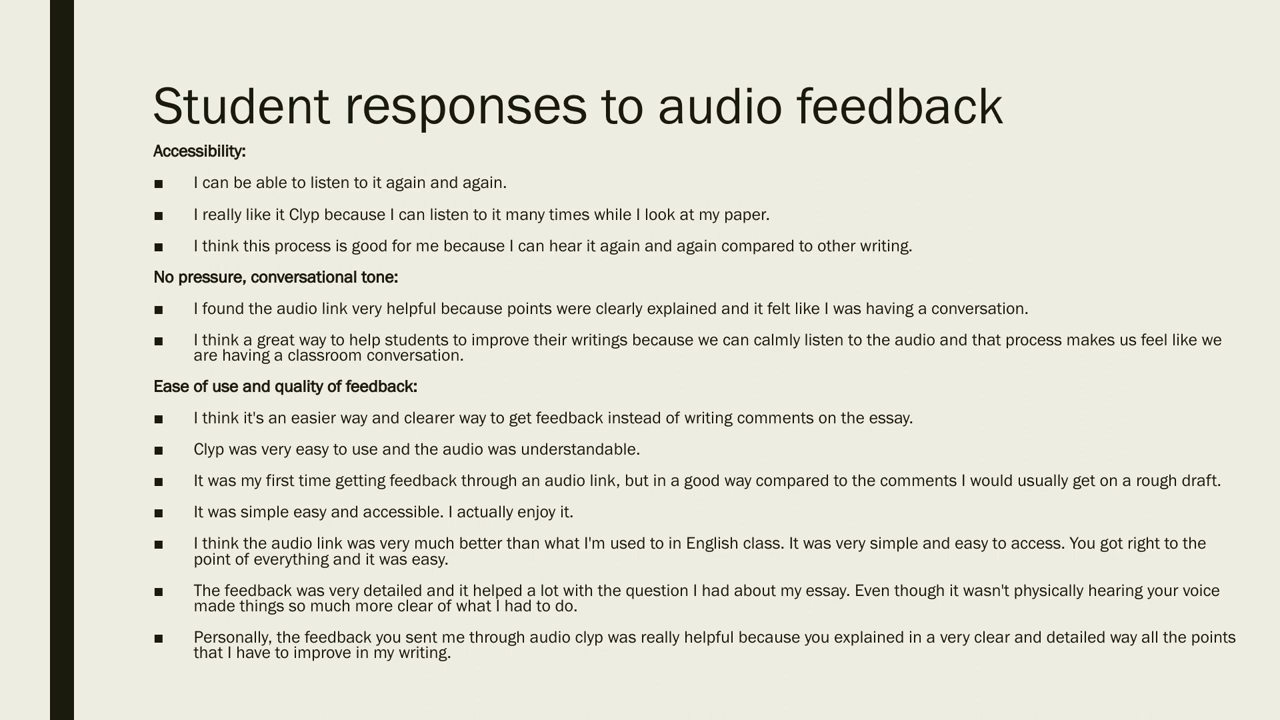 Student responses to audio feedback
Accessibility:
■ I can be able to listen to it again and again.
■ I really like it Clyp because I can listen to it many times while I look at my paper.
■ I think this process is good for me because I can hear it again and again compared to other writing.
No pressure, conversational tone:
■ I found the audio link very helpful because points were clearly explained and it felt like I was having a conversation.
■ I think a great way to help students to improve their writings because we can calmly listen to the audio and that process makes us feel like we
are having a classroom conversation.
Ease of use and quality of feedback:
■ I think it's an easier way and clearer way to get feedback instead of writing comments on the essay.
■ Clyp was very easy to use and the audio was understandable.
■ It was my first time getting feedback through an audio link, but in a good way compared to the comments I would usually get on a rough draft.
■ It was simple easy and accessible. I actually enjoy it.
■ I think the audio link was very much better than what I'm used to in English class. It was very simple and easy to access. You got right to the
point of everything and it was easy.
■ The feedback was very detailed and it helped a lot with the question I had about my essay. Even though it wasn't physically hearing your voice
made things so much more clear of what I had to do.
■ Personally, the feedback you sent me through audio clyp was really helpful because you explained in a very clear and detailed way all the points
that I have to improve in my writing.